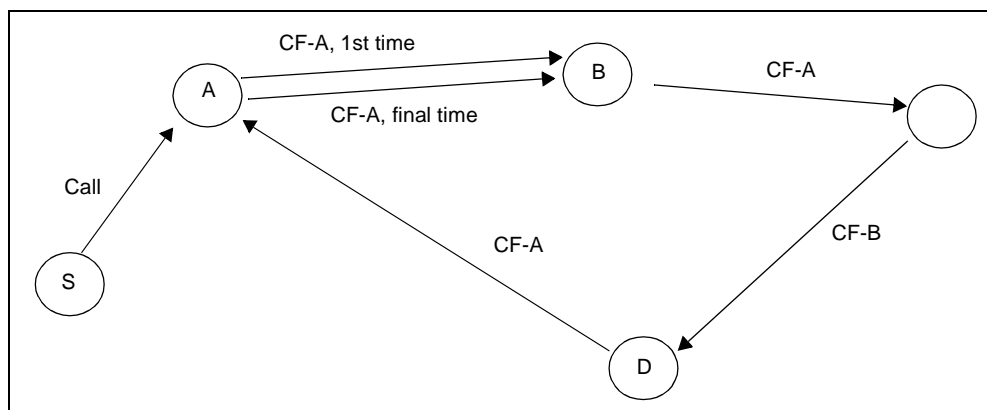 CF-A, 1st time
A
B
CF-A
CF-A, final time
Call
CF-B
CF-A
S
D